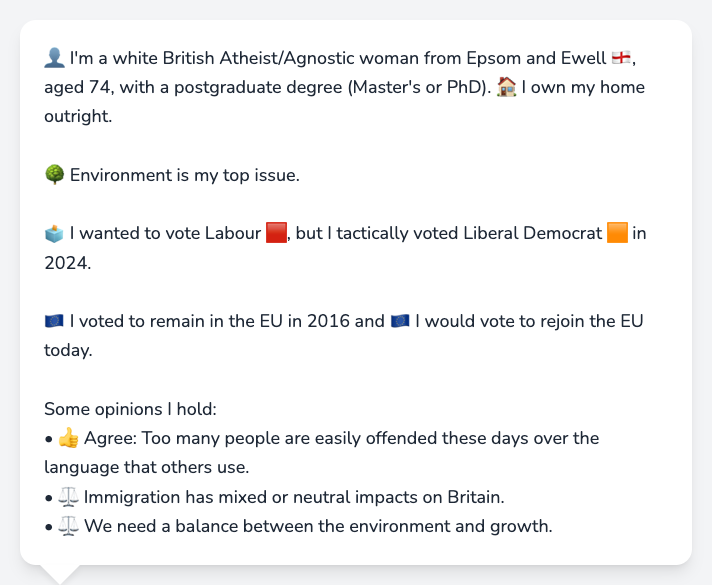 👤 I'm a white British Atheist/Agnostic woman from Epsom and Ewell 🏴󠁧󠁢󠁥󠁮󠁧󠁿,
aged 74, with a postgraduate degree (Master's or PhD). 🏠 I own my home
outright.
🌳 Environment is my top issue.
🗳️ I wanted to vote Labour 🟥, but I tactically voted Liberal Democrat 🟧 in
2024.
🇪🇺 I voted to remain in the EU in 2016 and 🇪🇺 I would vote to rejoin the EU
today.
Some opinions I hold:
• 👍 Agree: Too many people are easily offended these days over the
language that others use.
• ⚖️ Immigration has mixed or neutral impacts on Britain.
• ⚖️ We need a balance between the environment and growth.